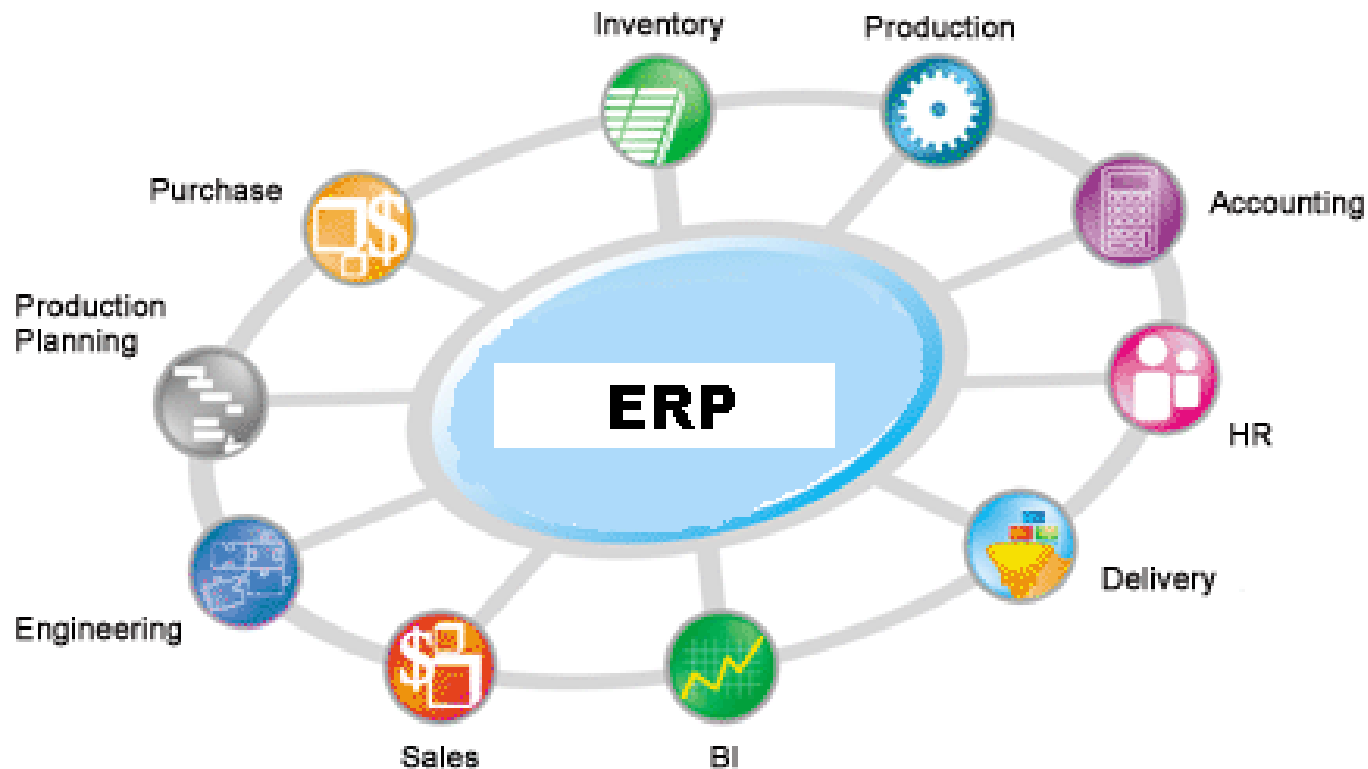 Inventory
Production
Purchase
Accounting
Production
Planning
ERP
HR
Delivery
Engineering
Sales
BI